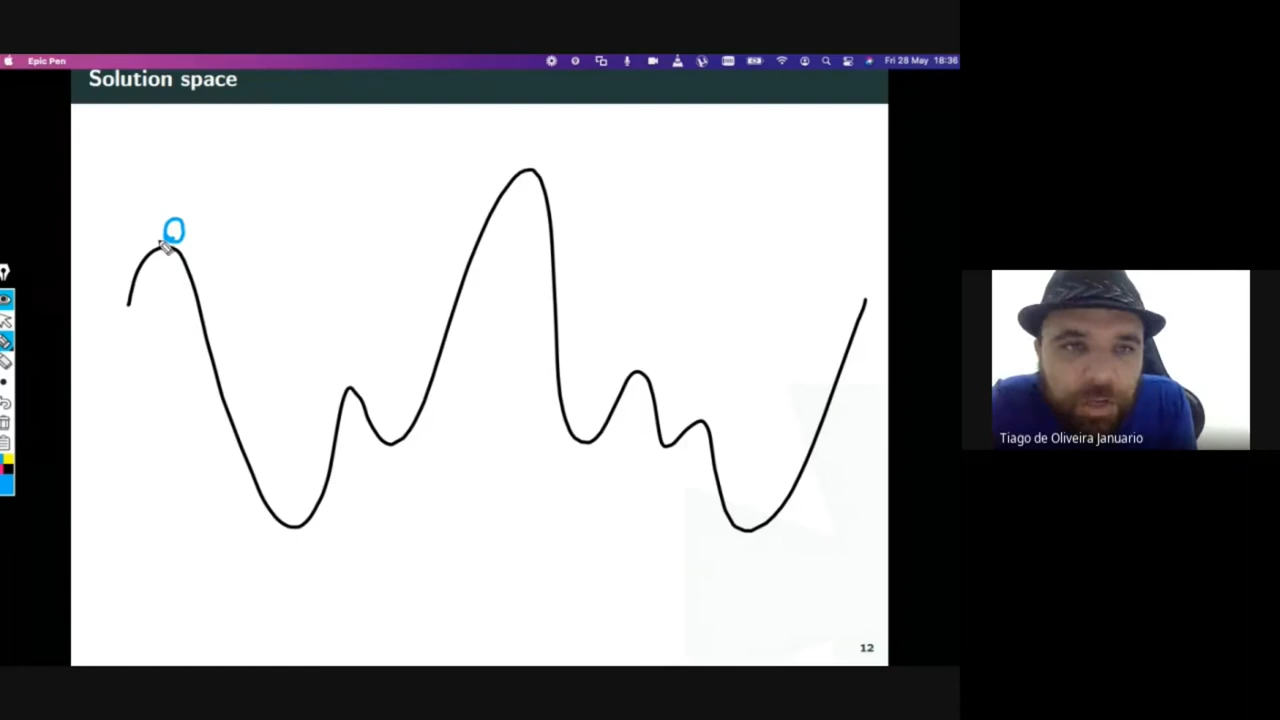 Epic Pen
Fri 28 May 18:36
Solution space
Tiago de Oliveira Januario
12